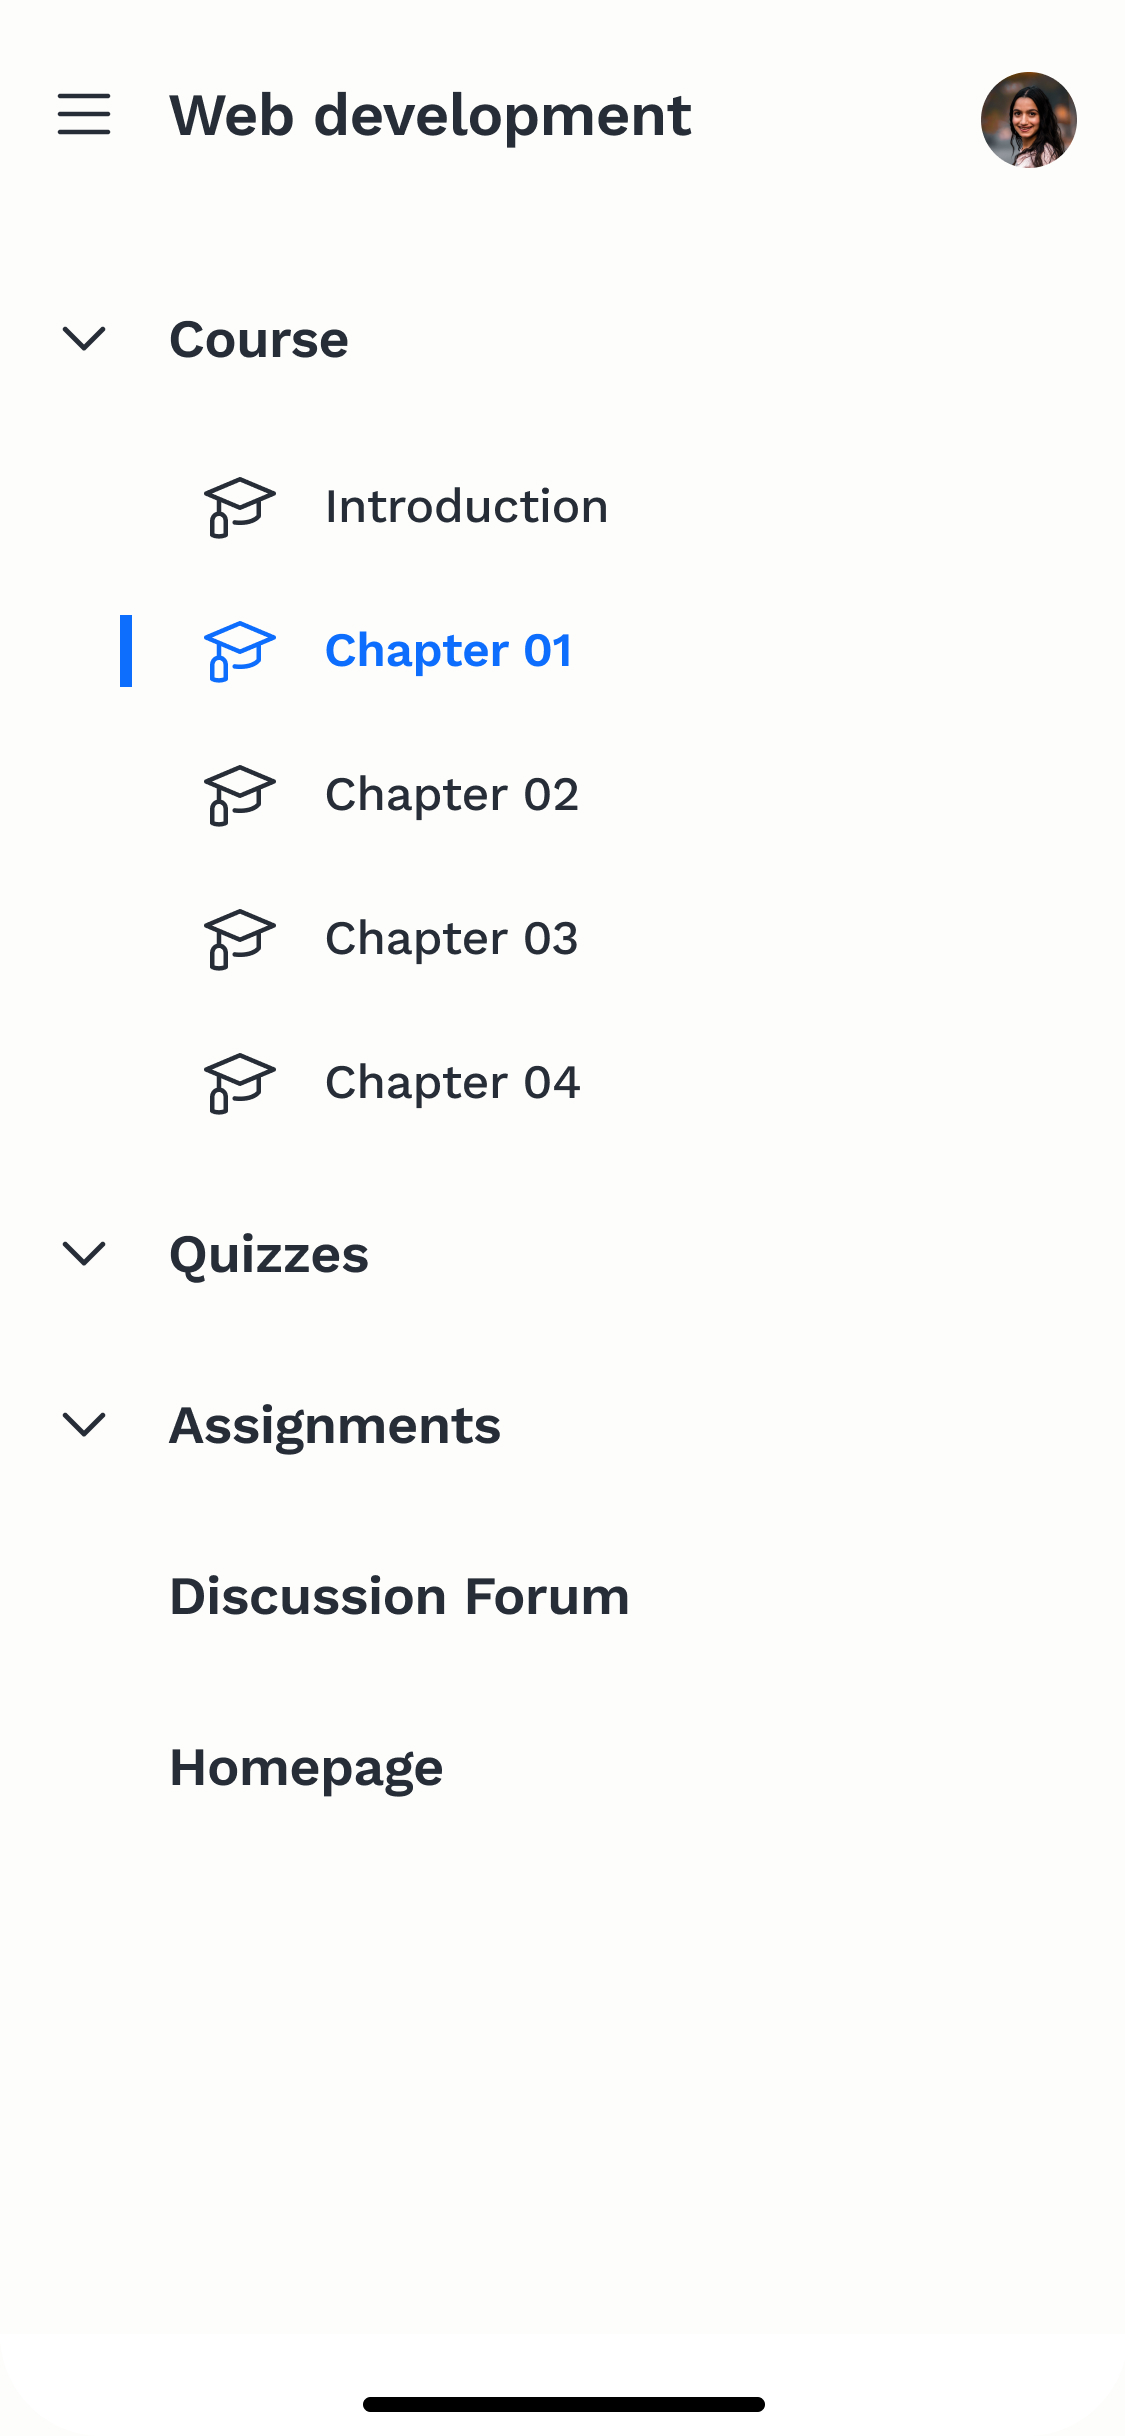 Web development
Course
Introduction
Chapter 01
Chapter 02
Chapter 03
Chapter 04
Quizzes
Assignments
Discussion Forum
Homepage